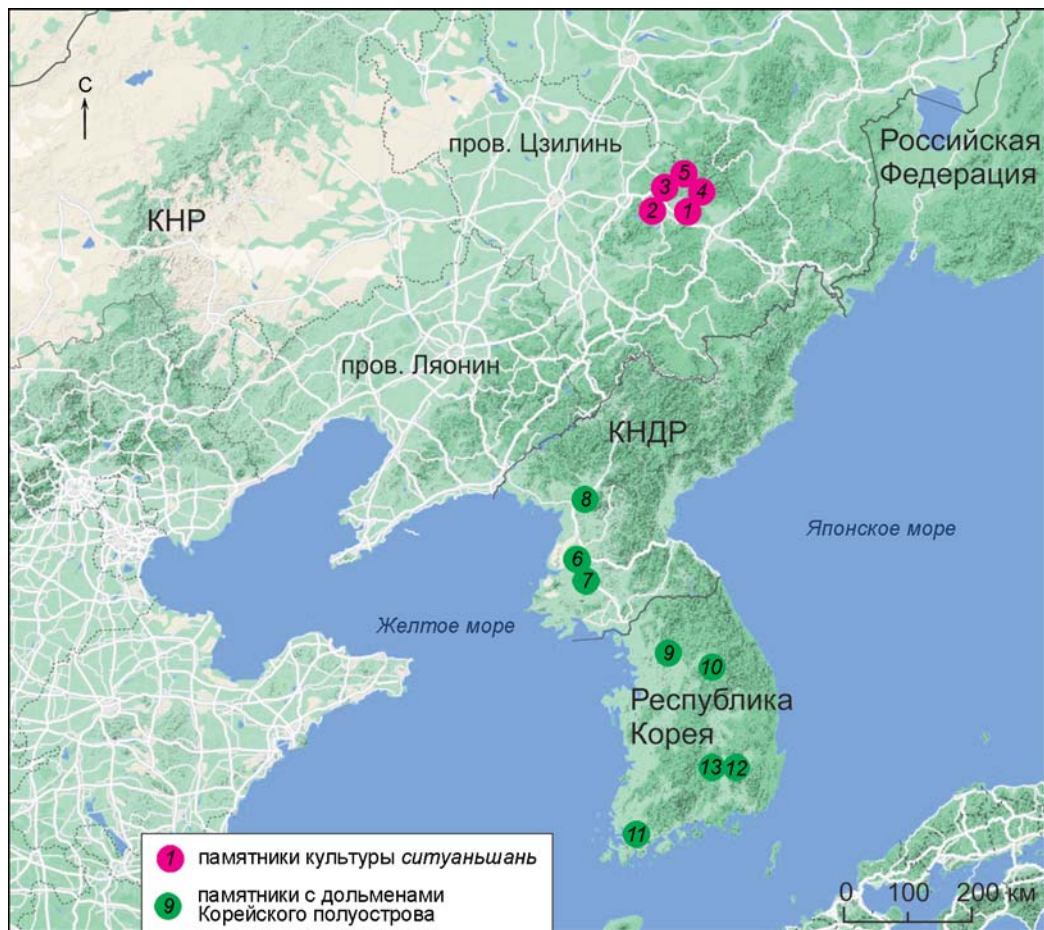 С
пров. Цзилинь
Российская
Федерация
КНР
5
3
4
2
1
пров. Ляонин
КНДР
8
Японское море
6
7
Желтое море
9
10
Республика
Корея
13
12
11
1 памятники культуры ситуаньшань
9 памятники с дольменами
Корейского полуострова
0 100 200 км